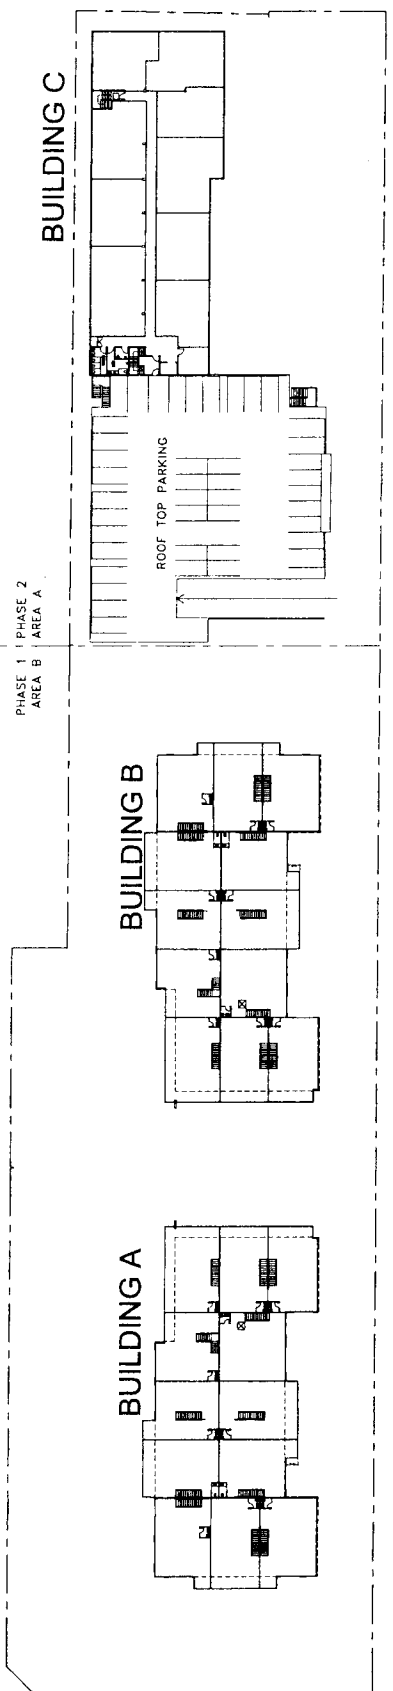 BUILDING C
ROOF TOP PARKING
PHASE 1 | PHASE 2
AREA B AREA A
BUILDING B
BUILDING A